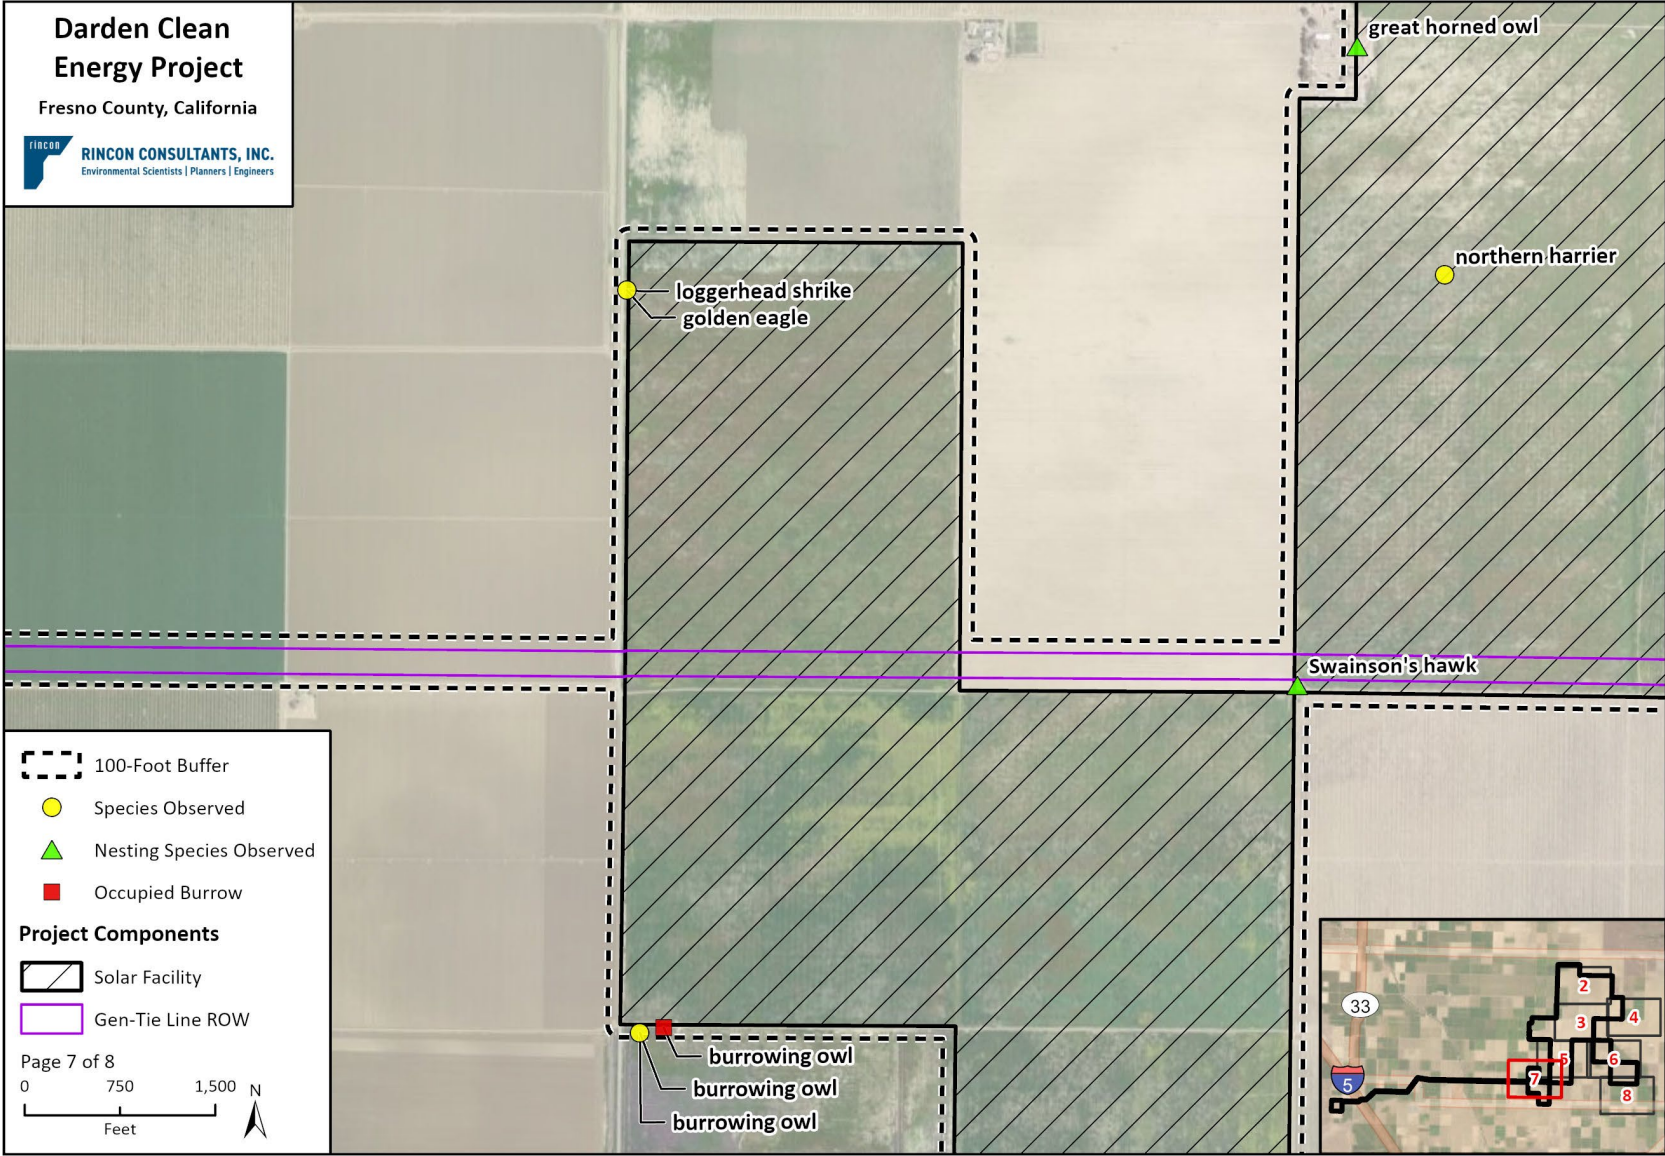 Darden Clean
Energy Project
Fresno County, California
rincon
RINCON CONSULTANTS, INC.
Environmental Scientists | Planners | Engineers
great horned owl
northern harrier
loggerhead shrike
golden eagle
Swainson's hawk
burrowing owl
burrowing owl
burrowing owl
100-Foot Buffer
Species Observed
Nesting Species Observed
Occupied Burrow
Project Components
Solar Facility
Gen-Tie Line ROW
Page 7 of 8
0 750 1,500
Feet
N
33
5
2
3
4
5
6
7
8